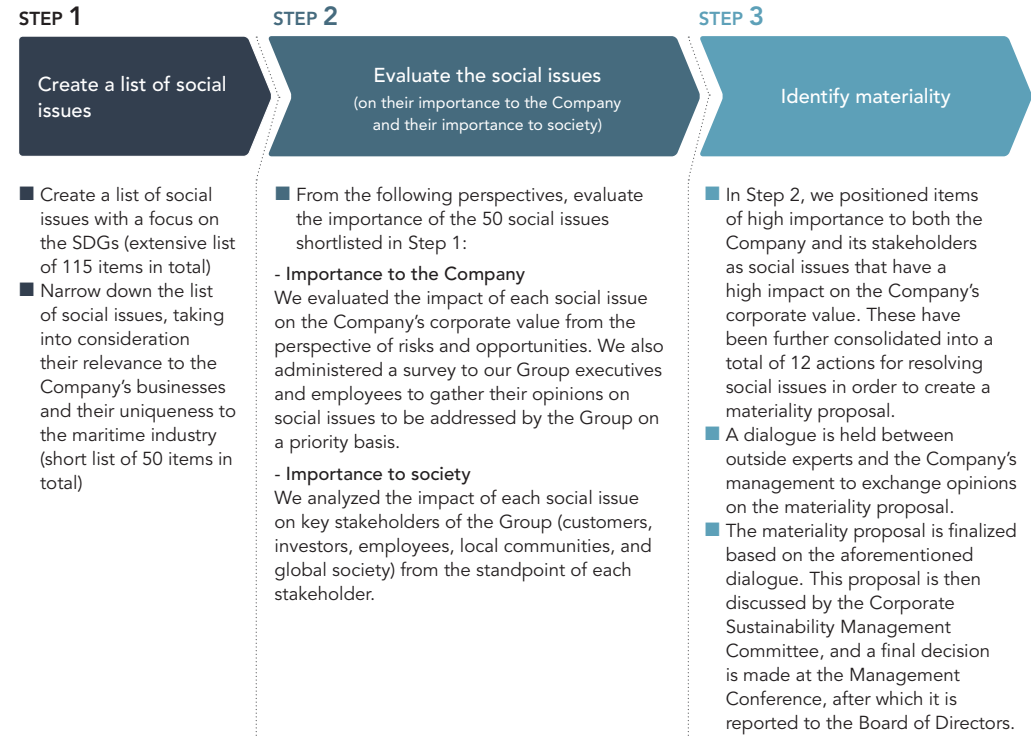 STEP 1
Create a list of social
issues
■ Create a list of social
issues with a focus on
the SDGs (extensive list
of 115 items in total)
■ Narrow down the list
of social issues, taking
into consideration
their relevance to the
Company’s businesses
and their uniqueness to
the maritime industry
(short list of 50 items in
total)
STEP 2
Evaluate the social issues
(on their importance to the Company
and their importance to society)
■ From the following perspectives, evaluate
the importance of the 50 social issues
shortlisted in Step 1:
- Importance to the Company
We evaluated the impact of each social issue
on the Company’s corporate value from the
perspective of risks and opportunities. We also
administered a survey to our Group executives
and employees to gather their opinions on
social issues to be addressed by the Group on
a priority basis.
- Importance to society
We analyzed the impact of each social issue
on key stakeholders of the Group (customers,
investors, employees, local communities, and
global society) from the standpoint of each
stakeholder.
STEP 3
Identify materiality
■ In Step 2, we positioned items
of high importance to both the
Company and its stakeholders
as social issues that have a
high impact on the Company’s
corporate value. These have
been further consolidated into a
total of 12 actions for resolving
social issues in order to create a
materiality proposal.
■ A dialogue is held between
outside experts and the Company’s
management to exchange opinions
on the materiality proposal.
■ The materiality proposal is finalized
based on the aforementioned
dialogue. This proposal is then
discussed by the Corporate
Sustainability Management
Committee, and a final decision
is made at the Management
Conference, after which it is
reported to the Board of Directors.